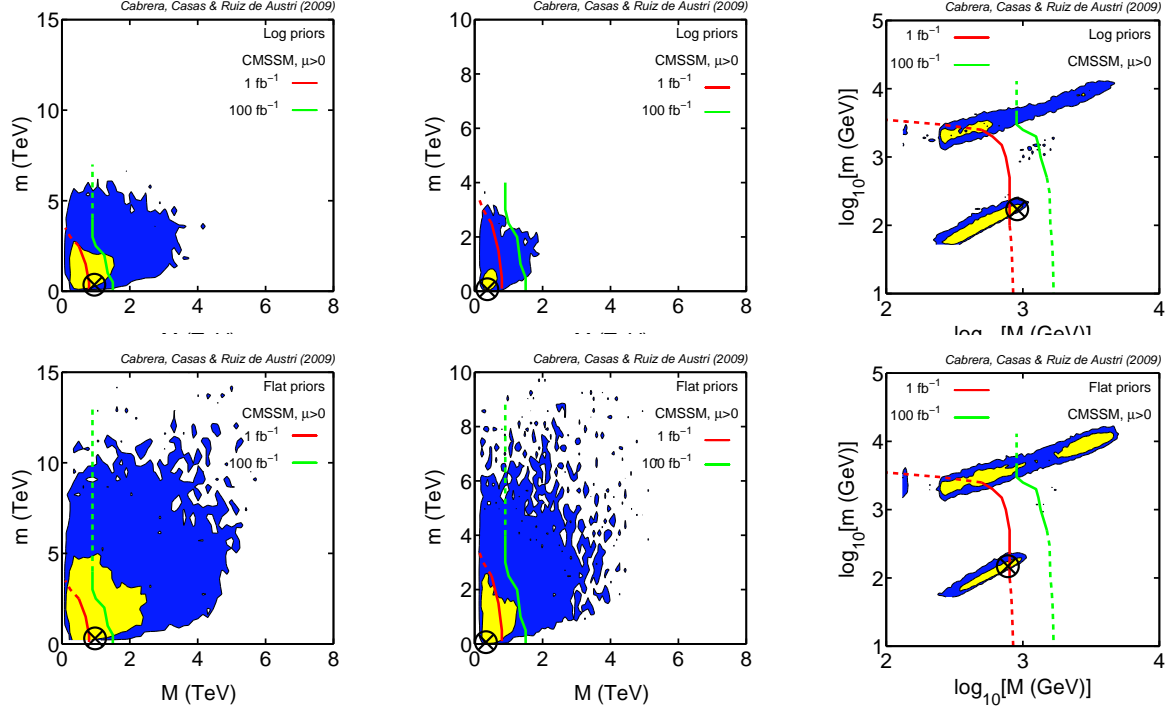 Cabrera, Casas & Ruiz de Austri (2009)
15
Log priors
CMSSM, μ>0
1 fb⁻¹
100 fb⁻¹
10
m (TeV)
5
0
0 2 4 6 8
Cabrera, Casas & Ruiz de Austri (2009)
10
Log priors
CMSSM, μ>0
1 fb⁻¹
100 fb⁻¹
8
6
m (TeV)
4
2
0
0 2 4 6 8
Cabrera, Casas & Ruiz de Austri (2009)
5
1 fb⁻¹ Log priors
100 fb⁻¹ CMSSM, μ>0
4
log₁₀[m (GeV)]
3
2
1
2 3 4
log₁₀[M (GeV)]
Cabrera, Casas & Ruiz de Austri (2009)
15
Flat priors
CMSSM, μ>0
1 fb⁻¹
100 fb⁻¹
10
m (TeV)
5
0
0 2 4 6 8
M (TeV)
Cabrera, Casas & Ruiz de Austri (2009)
10
Flat priors
CMSSM, μ>0
1 fb⁻¹
100 fb⁻¹
8
6
m (TeV)
4
2
0
0 2 4 6 8
M (TeV)
Cabrera, Casas & Ruiz de Austri (2009)
5
1 fb⁻¹ Flat priors
100 fb⁻¹ CMSSM, μ>0
4
log₁₀[m (GeV)]
3
2
1
2 3 4
log₁₀[M (GeV)]